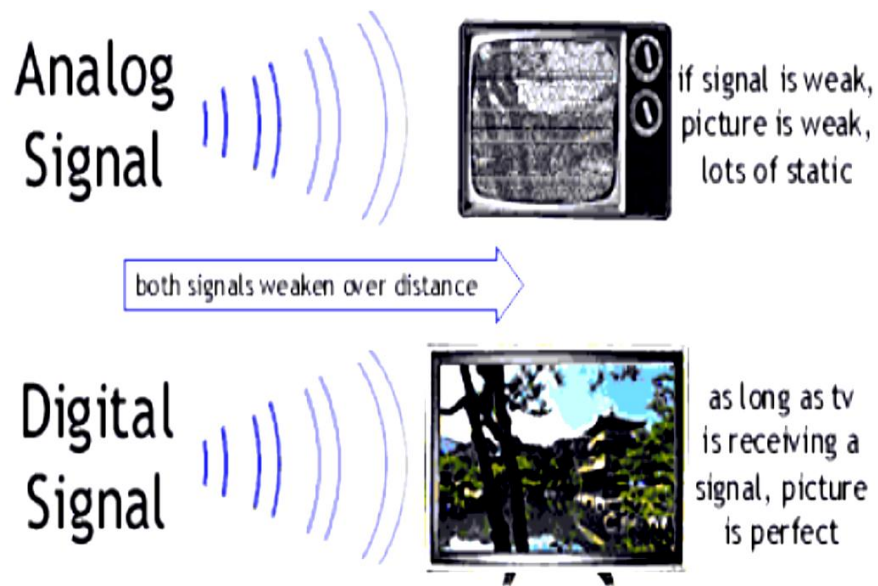 Analog
Signal
if signal is weak,
picture is weak,
lots of static
both signals weaken over distance
Digital
Signal
as long as tv
is receiving a
signal, picture
is perfect